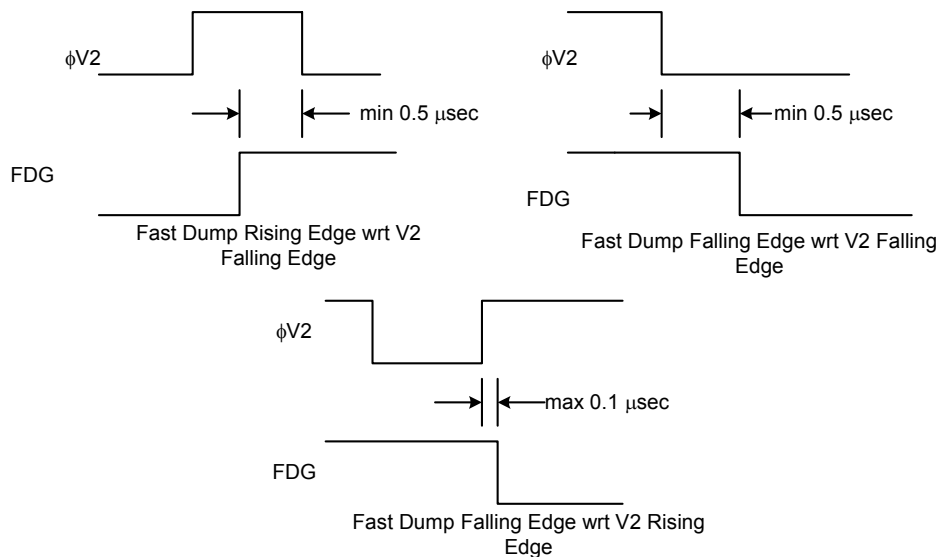 ϕV2
min 0.5 μsec
FDG
Fast Dump Rising Edge wrt V2
Falling Edge
ϕV2
min 0.5 μsec
FDG
Fast Dump Falling Edge wrt V2 Falling
Edge
ϕV2
max 0.1 μsec
FDG
Fast Dump Falling Edge wrt V2 Rising
Edge